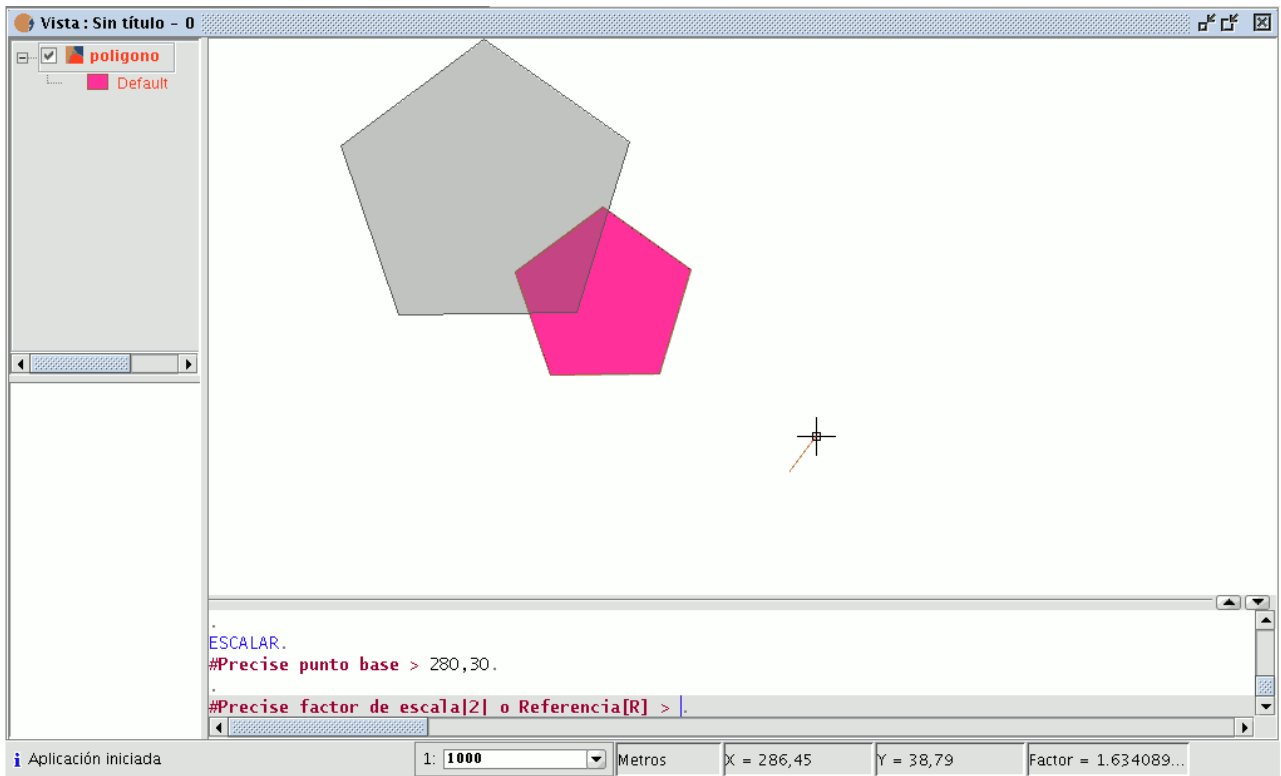 Vista : Sin título - 0
poligono
Default
.
ESCALAR.
#Precise punto base > 280,30.
.
#Precise factor de escala|2| o Referencia[R] > .
Aplicación iniciada
1: 1000
Metros
X = 286,45
Y = 38,79
Factor = 1.634089...